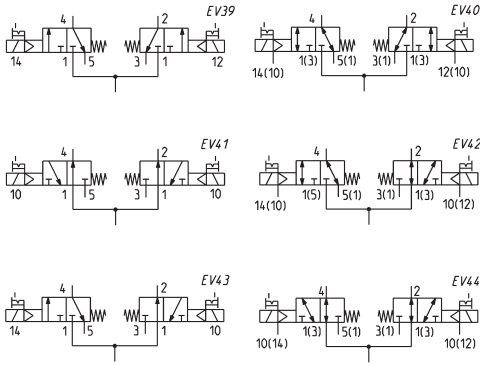 4 2 EV39
14 1 5 3 1 12
4 2 EV40
14(10) 1(3) 5(1) 3(1) 1(3) 12(10)
4 2 EV41
10 1 5 3 1 10
4 2 EV42
14(10) 1(5) 5(1) 3(1) 1(3) 10(12)
4 2 EV43
14 1 5 3 1 10
4 2 EV44
10(14) 1(3) 5(1) 3(1) 1(3) 10(12)